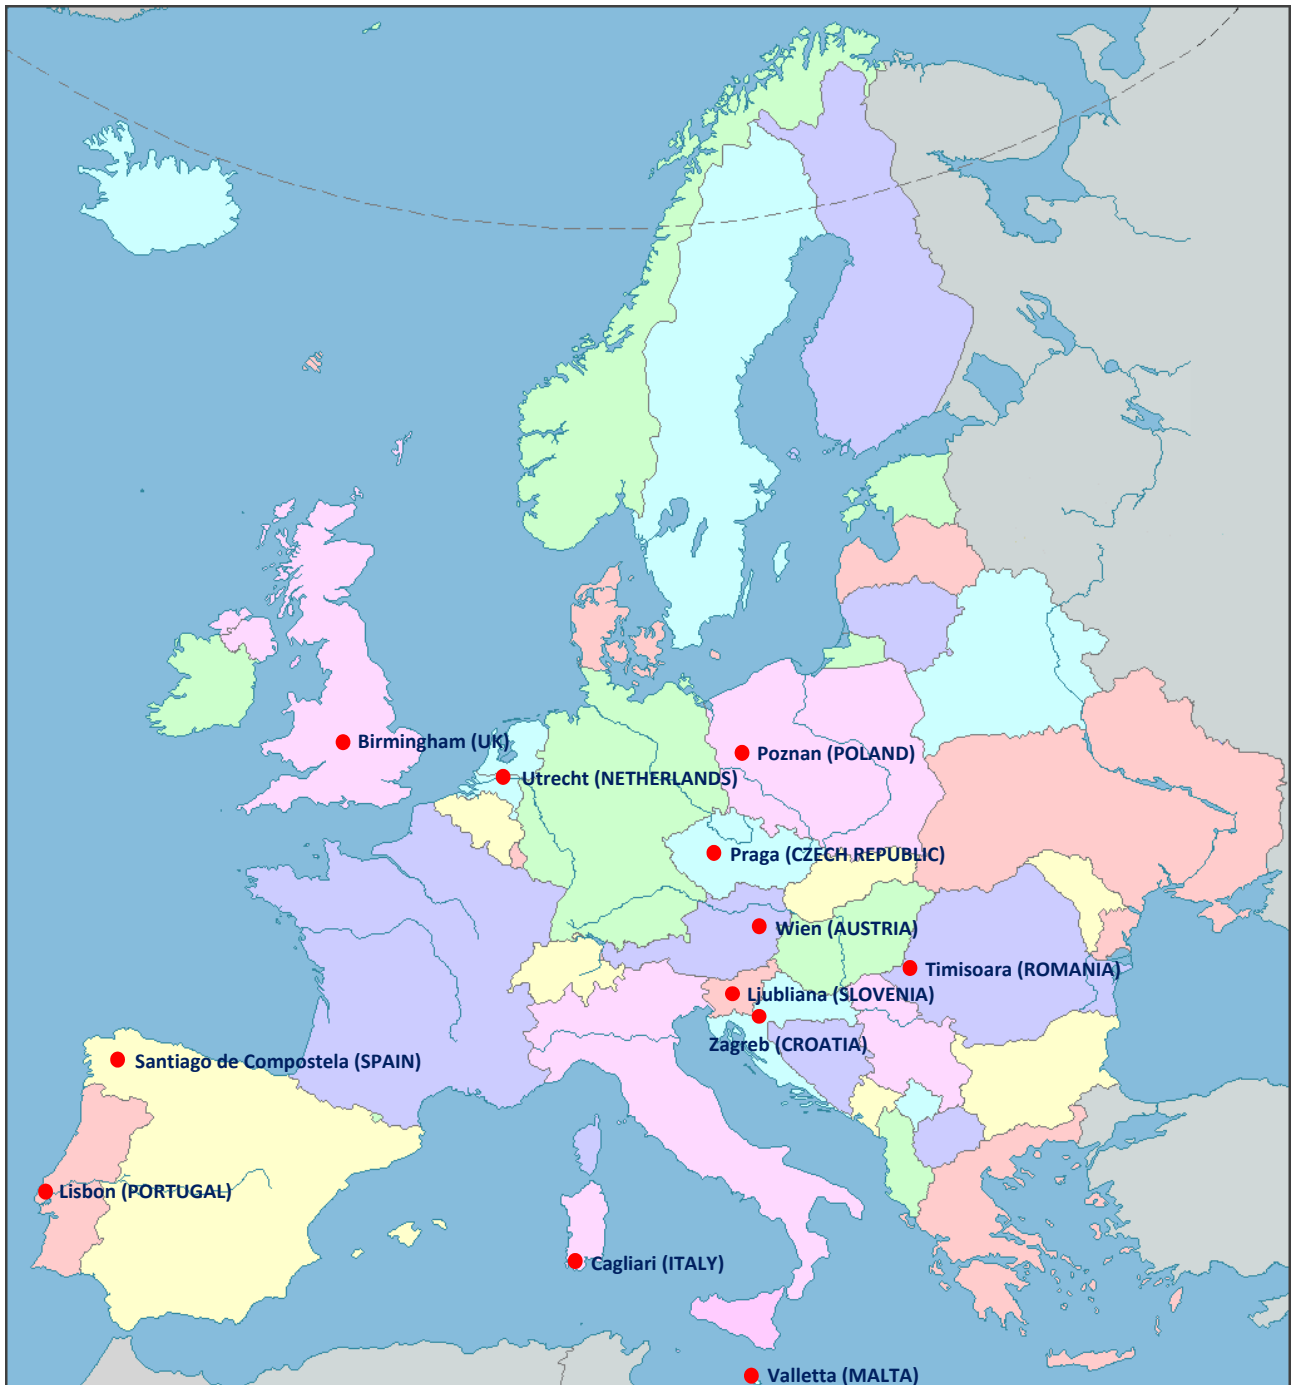 Birmingham (UK)
Poznan (POLAND)
Utrecht (NETHERLANDS)
Praga (CZECH REPUBLIC)
Wien (AUSTRIA)
Timisoara (ROMANIA)
Ljubliana (SLOVENIA)
Zagreb (CROATIA)
Santiago de Compostela (SPAIN)
Lisbon (PORTUGAL)
Cagliari (ITALY)
Valletta (MALTA)